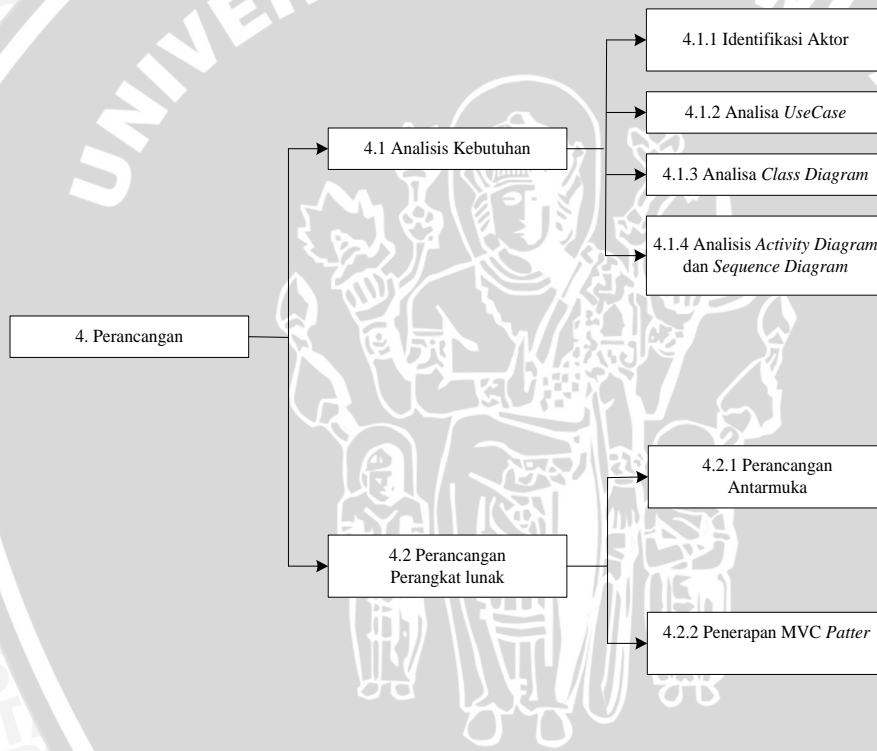 UNIVER
4.1.1 Identifikasi Aktor
4.1.2 Analisa UseCase
4.1 Analisis Kebutuhan
4.1.3 Analisa Class Diagram
4.1.4 Analisis Activity Diagram
dan Sequence Diagram
4. Perancangan
4.2.1 Perancangan
Antarmuka
4.2 Perancangan
Perangkat lunak
4.2.2 Penerapan MVC Patter